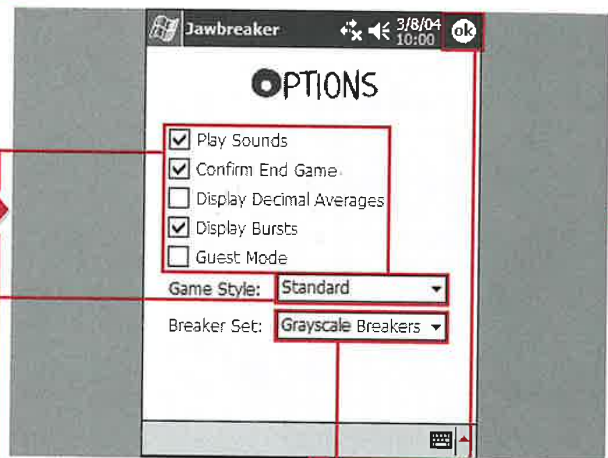 Jawbreaker 3/8/04 10:00 ok
OPTIONS
Play Sounds
Confirm End Game
Display Decimal Averages
Display Bursts
Guest Mode
Game Style: Standard
Breaker Set: Grayscale Breakers